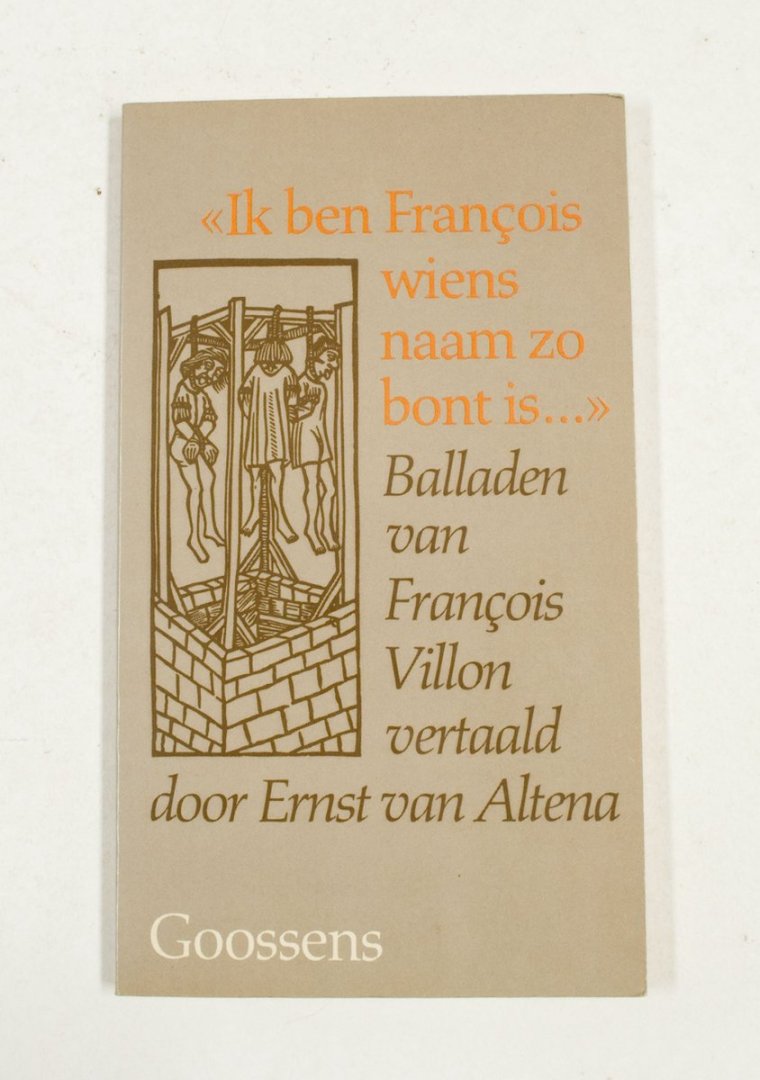 «Ik ben François
wiens
naam zo
bont is...»
Balladen
van
François
Villon
vertaald
door Ernst van Altena
Goossens